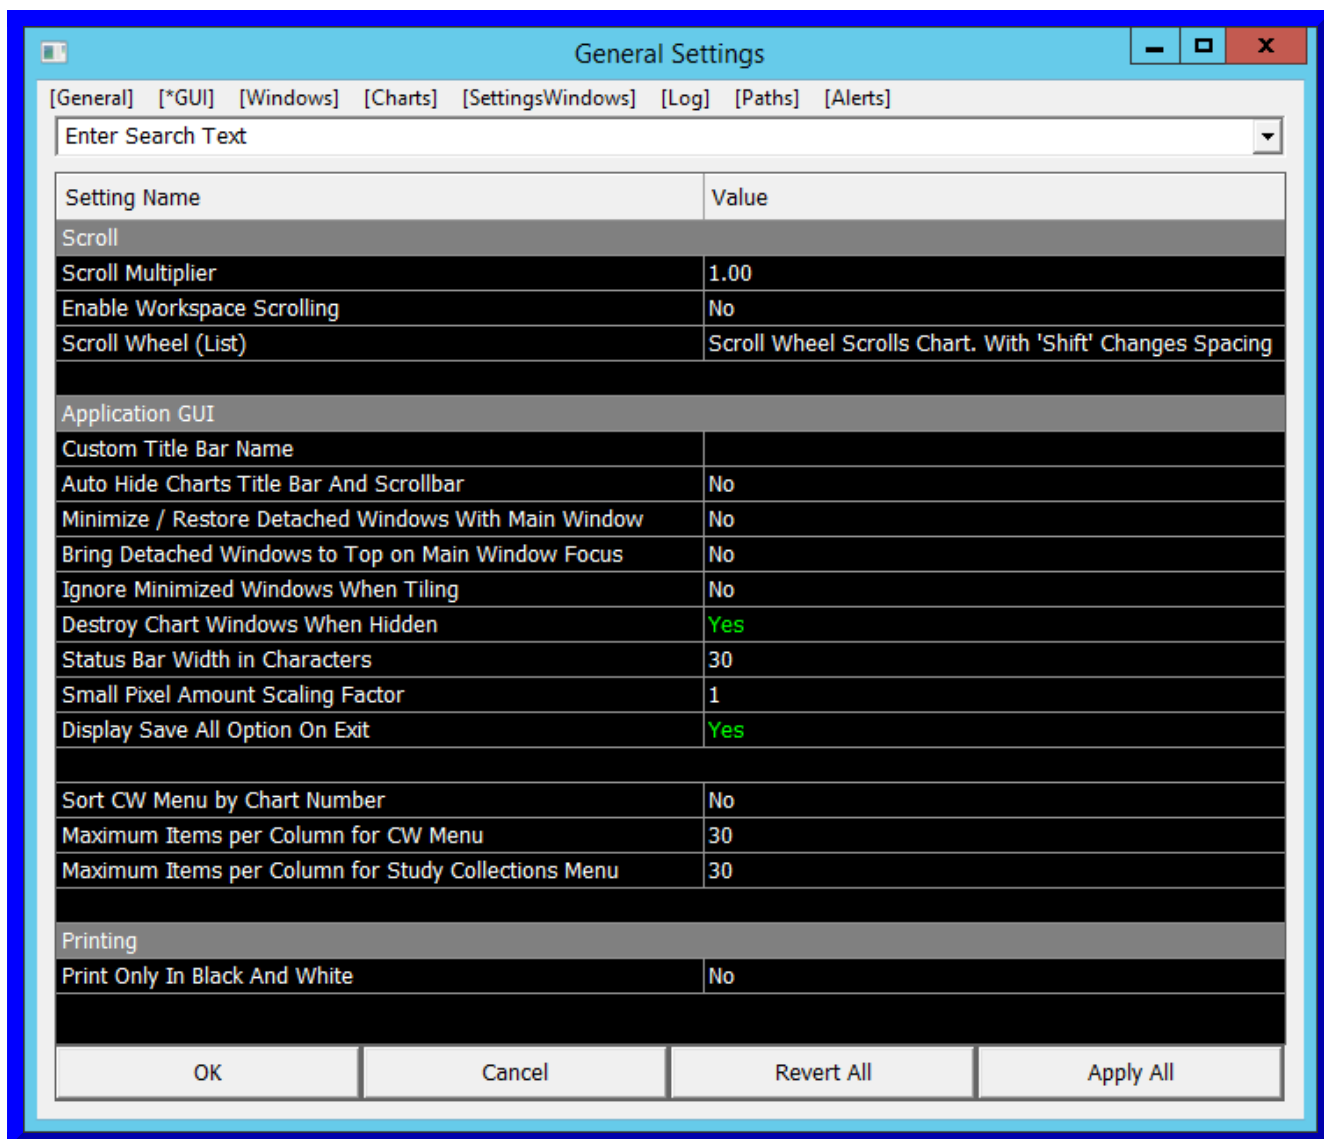 General Settings
[General] [*GUI] [Windows] [Charts] [SettingsWindows] [Log] [Paths] [Alerts]
Enter Search Text
Setting Name Value
Scroll
Scroll Multiplier 1.00
Enable Workspace Scrolling No
Scroll Wheel (List) Scroll Wheel Scrolls Chart. With 'Shift' Changes Spacing
Application GUI
Custom Title Bar Name
Auto Hide Charts Title Bar And Scrollbar No
Minimize / Restore Detached Windows With Main Window No
Bring Detached Windows to Top on Main Window Focus No
Ignore Minimized Windows When Tiling No
Destroy Chart Windows When Hidden Yes
Status Bar Width in Characters 30
Small Pixel Amount Scaling Factor 1
Display Save All Option On Exit Yes
Sort CW Menu by Chart Number No
Maximum Items per Column for CW Menu 30
Maximum Items per Column for Study Collections Menu 30
Printing
Print Only In Black And White No
OK Cancel Revert All Apply All